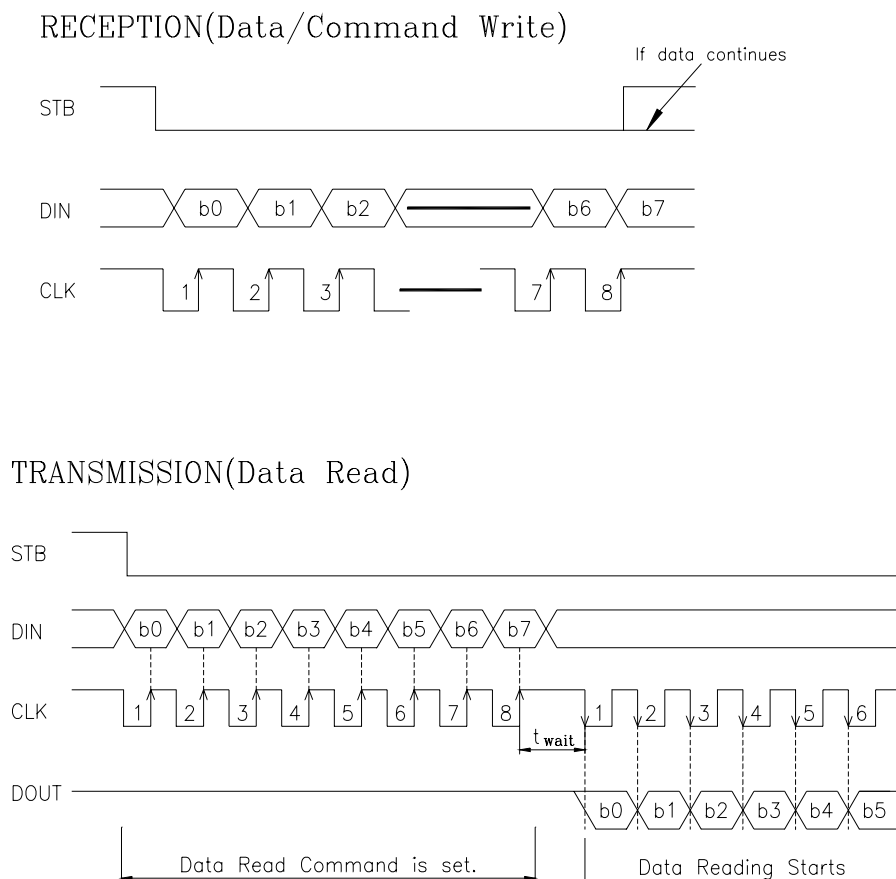 RECEPTION(Data/Command Write)
If data continues
STB
DIN b0 b1 b2 b6 b7
CLK 1 2 3 7 8
TRANSMISSION(Data Read)
STB
DIN b0 b1 b2 b3 b4 b5 b6 b7
CLK 1 2 3 4 5 6 7 8 1 2 3 4 5 6
t wait
DOUT b0 b1 b2 b3 b4 b5
Data Read Command is set. Data Reading Starts